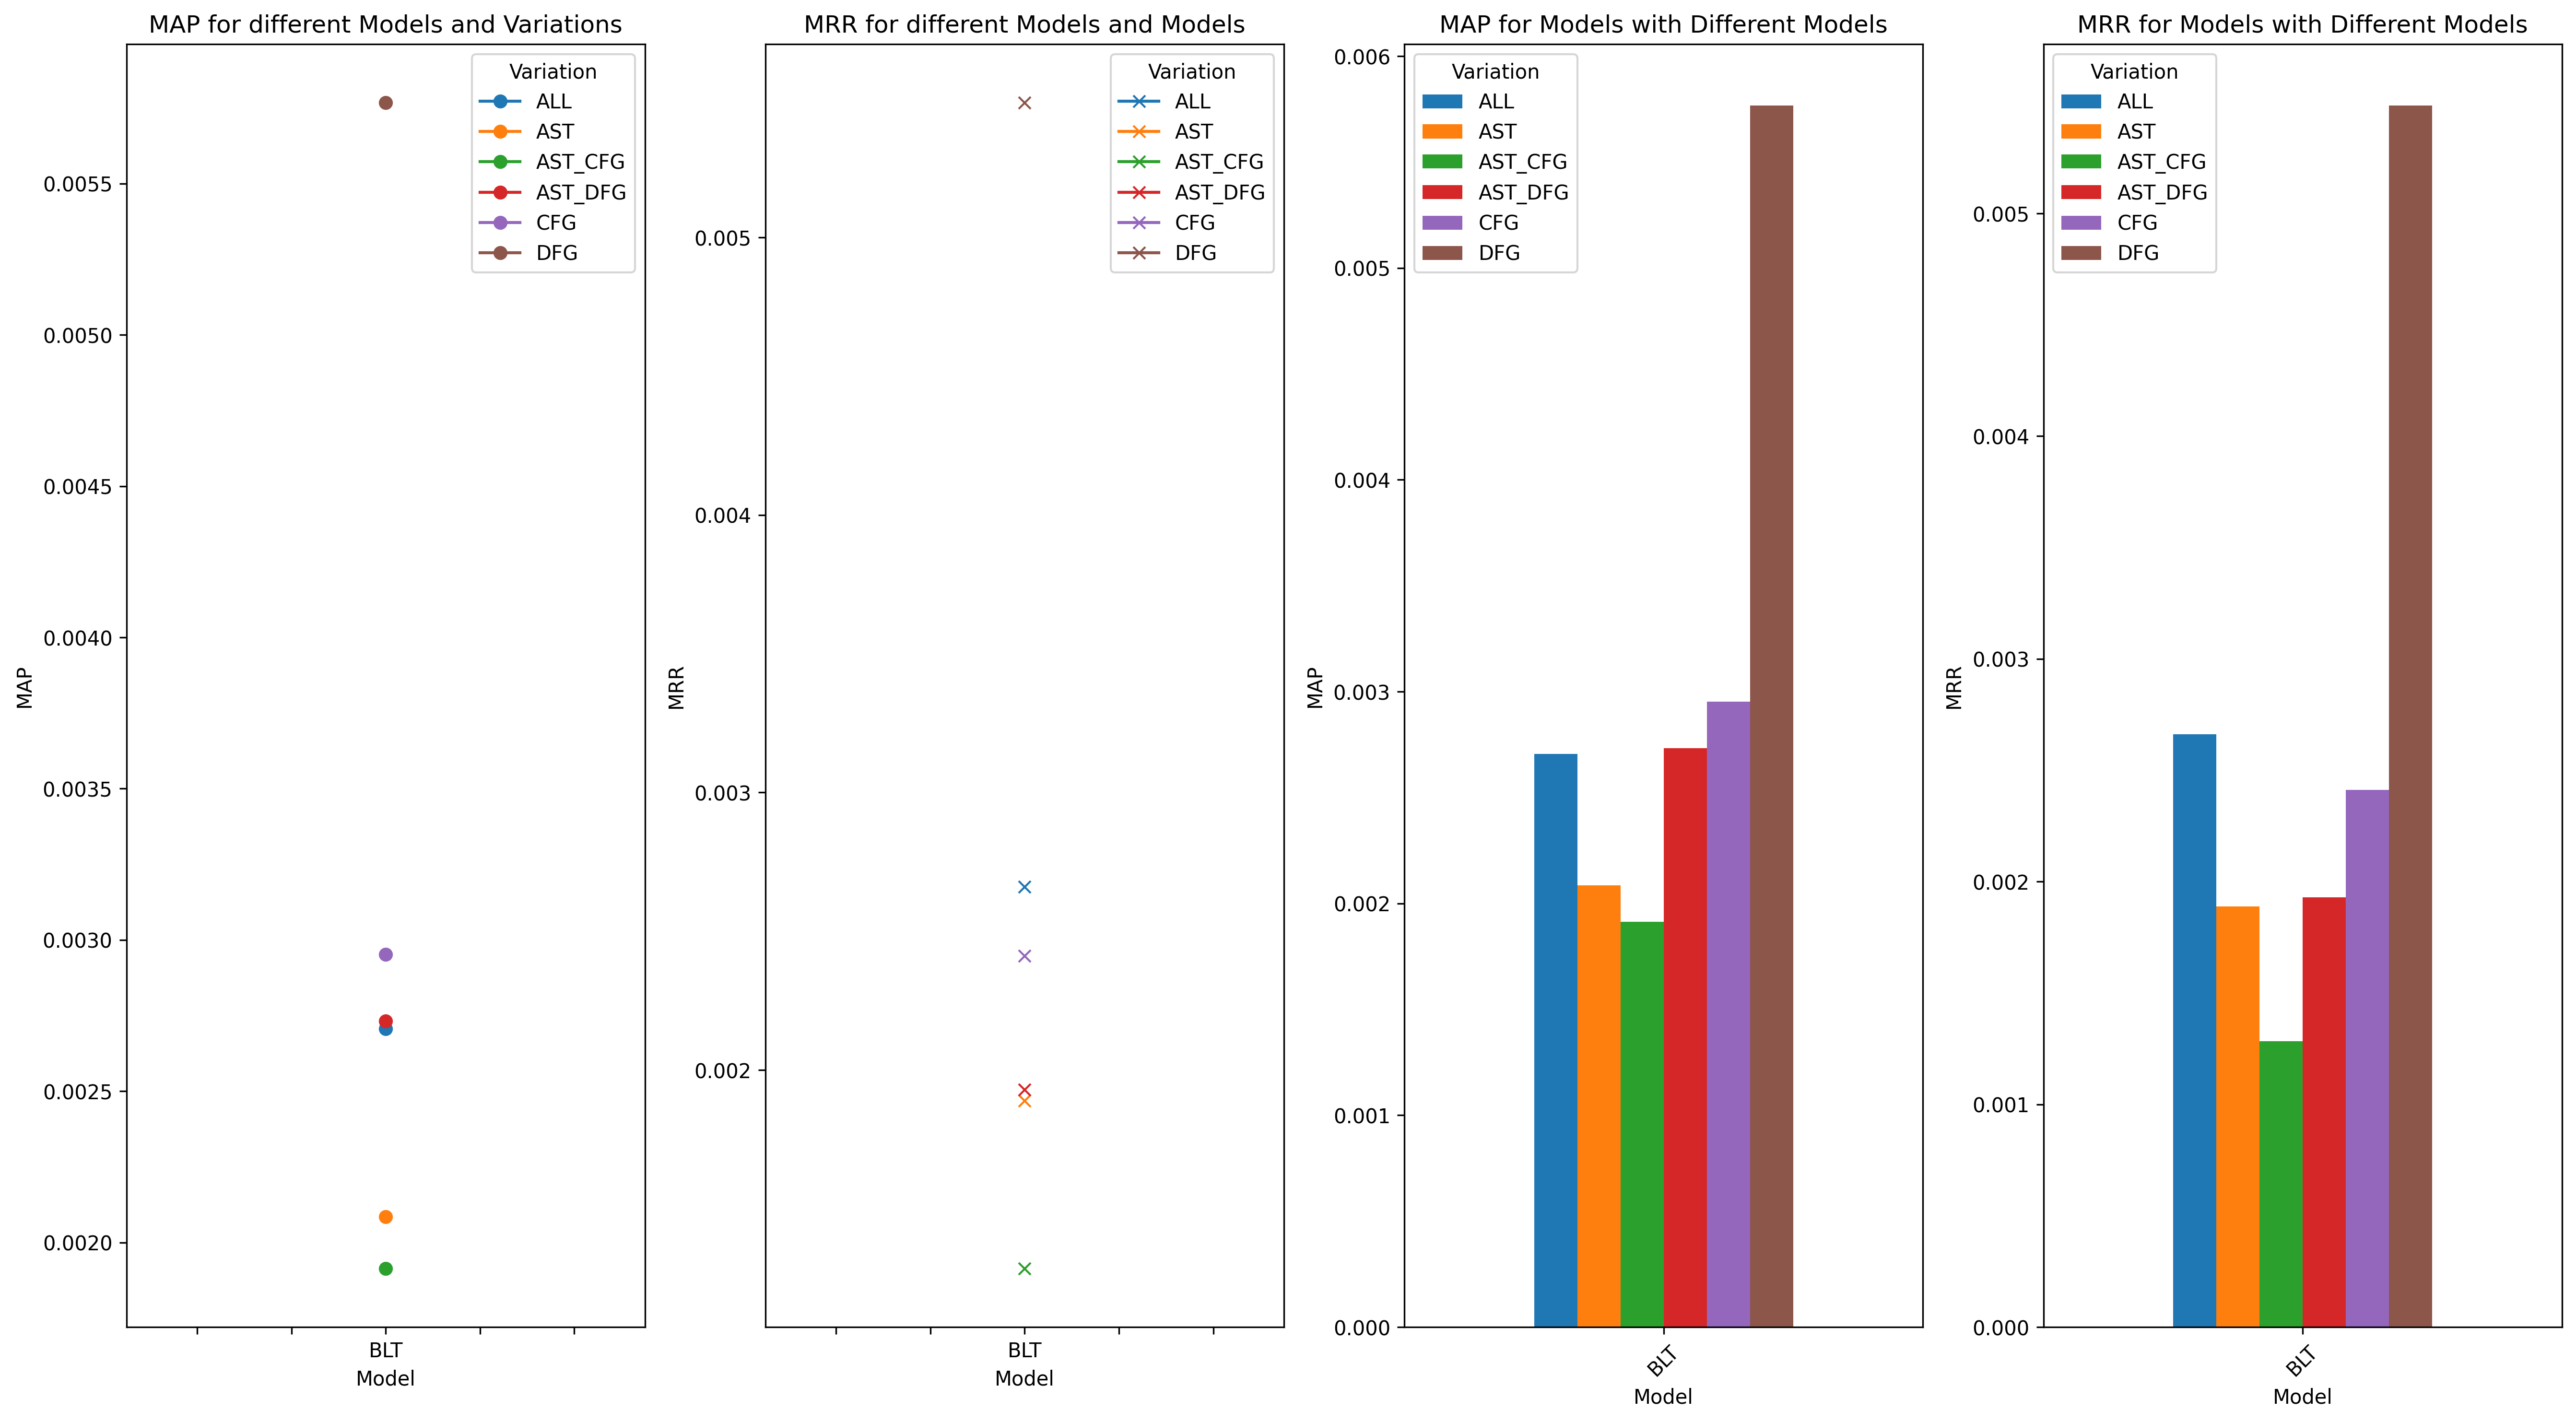 MAP for different Models and Variations
Variation
ALL
AST
AST_CFG
AST_DFG
CFG
DFG
0.0055
0.0050
0.0045
0.0040
0.0035
0.0030
0.0025
0.0020
MAP
BLT
Model
MRR for different Models and Models
Variation
ALL
AST
AST_CFG
AST_DFG
CFG
DFG
0.005
0.004
0.003
0.002
MRR
BLT
Model
MAP for Models with Different Models
Variation
ALL
AST
AST_CFG
AST_DFG
CFG
DFG
0.006
0.005
0.004
0.003
0.002
0.001
0.000
MAP
BLT
Model
MRR for Models with Different Models
Variation
ALL
AST
AST_CFG
AST_DFG
CFG
DFG
0.005
0.004
0.003
0.002
0.001
0.000
MRR
BLT
Model